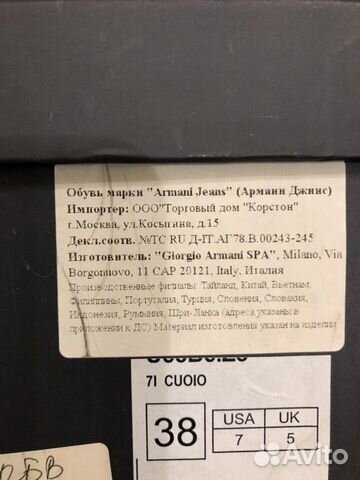 Обувь марки "Armani Jeans" (Армани Джинс)
Импортер: ООО"Торговый дом "Корстон"
г.Москва, ул.Косыгина, д.15
Декл.соотв. №ТС RU Д-IT.АГ78.В.00243-245
Изготовитель: "Giorgio Armani SPA", Milano, Via
Borgonuovo, 11 CAP 20121, Italy, Италия
Производственные филиалы: Тайланд, Китай, Вьетнам,
Филиппины, Португалия, Турция, Словения, Словакия,
Индонезия, Румыния, Шри-Ланка (адреса указаны в
приложении к ДС) Материал изготовления указан на изделии
7I CUOIO
38
USA UK
7 5
Avito